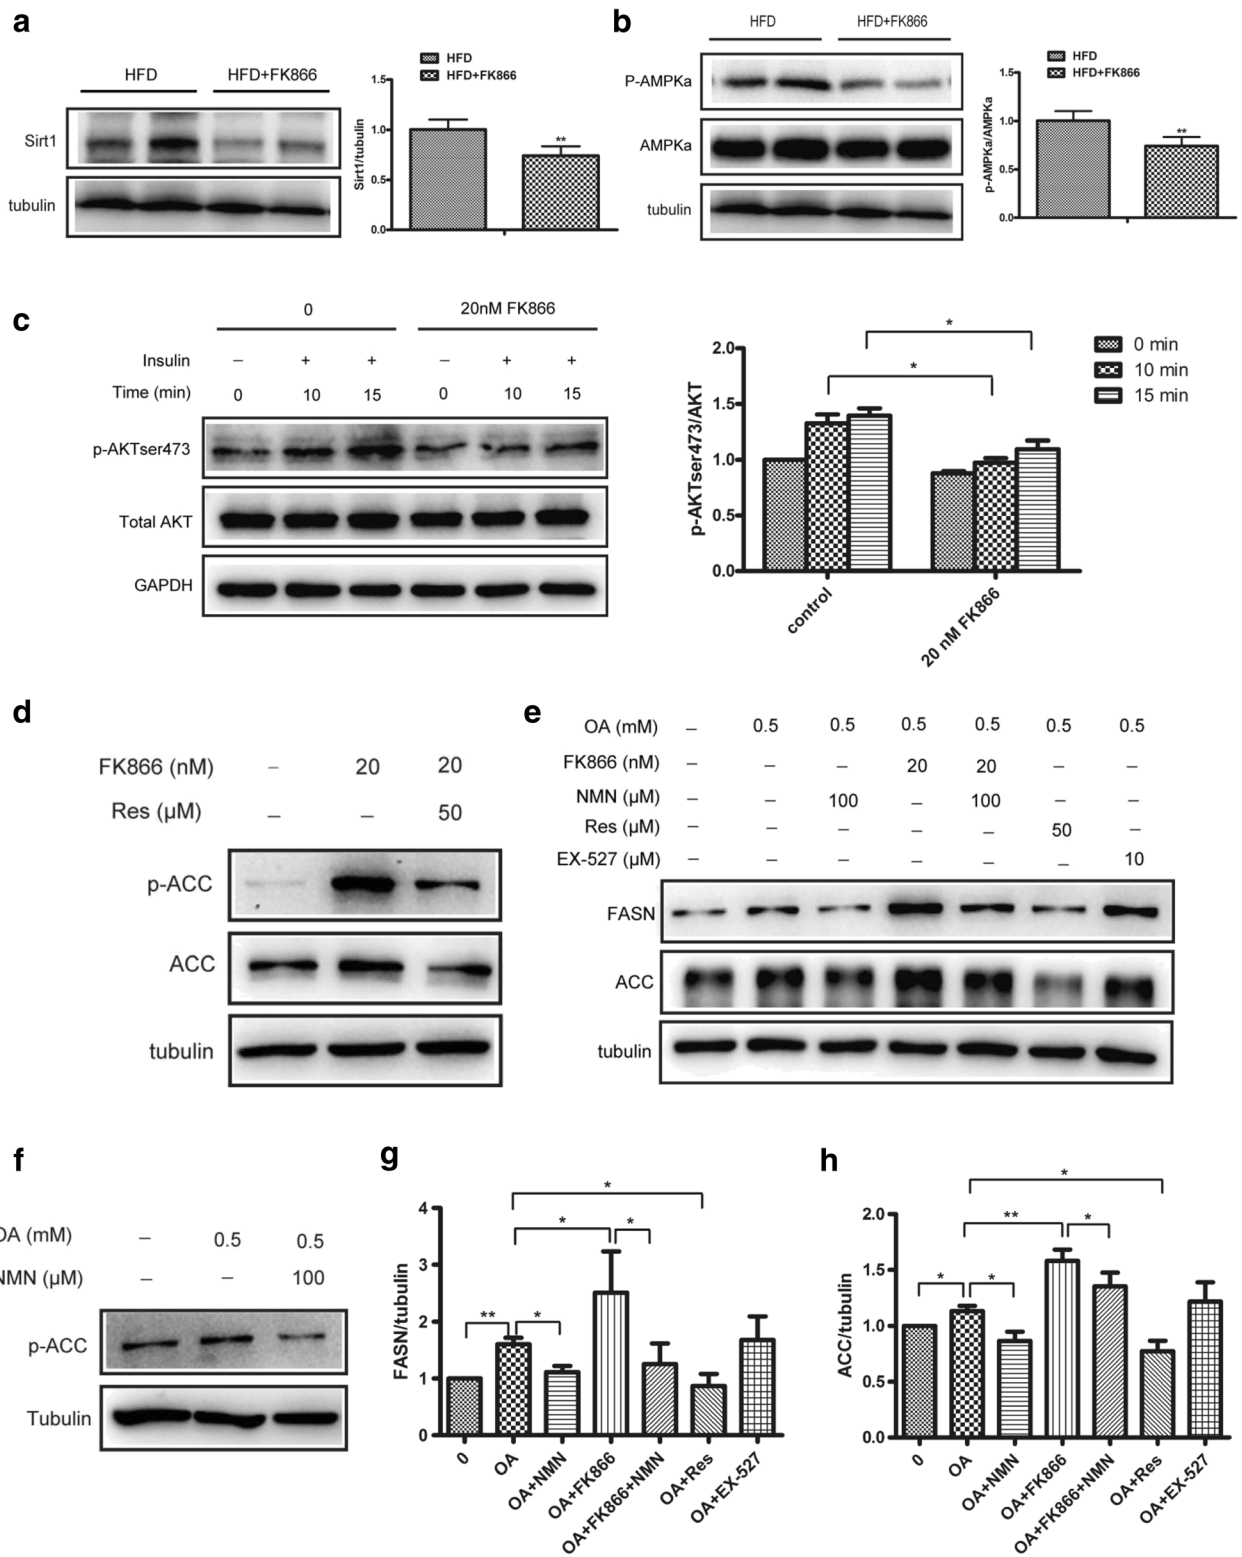 a
HFD
HFD+FK866
Sirt1
tubulin
HFD
HFD+FK866
Sirt1/tubulin
1.5
1.0
0.5
0.0
**
b
HFD
HFD+FK866
P-AMPKa
AMPKa
tubulin
HFD
HFD+FK866
p-AMPKa/AMPKa
1.5
1.0
0.5
0.0
**
c
0
20nM FK866
Insulin – + + – + +
Time (min) 0 10 15 0 10 15
p-AKTser473
Total AKT
GAPDH
p-AKTser473/AKT
2.0
1.5
1.0
0.5
0.0
*
*
0 min
10 min
15 min
control
20 nM FK866
d
FK866 (nM) – 20 20
Res (µM) – – 50
p-ACC
ACC
tubulin
e
OA (mM) – 0.5 0.5 0.5 0.5 0.5 0.5
FK866 (nM) – – – 20 20 – –
NMN (µM) – – 100 – 100 – –
Res (µM) – – – – – 50 –
EX-527 (µM) – – – – – – 10
FASN
ACC
tubulin
f
OA (mM) – 0.5 0.5
NMN (µM) – – 100
p-ACC
Tubulin
g
FASN/tubulin
4
3
2
1
0
*
* *
** *
0
OA
OA+NMN
OA+FK866
OA+FK866+NMN
OA+Res
OA+EX-527
h
ACC/tubulin
2.0
1.5
1.0
0.5
0.0
*
** *
* *
0
OA
OA+NMN
OA+FK866
OA+FK866+NMN
OA+Res
OA+EX-527